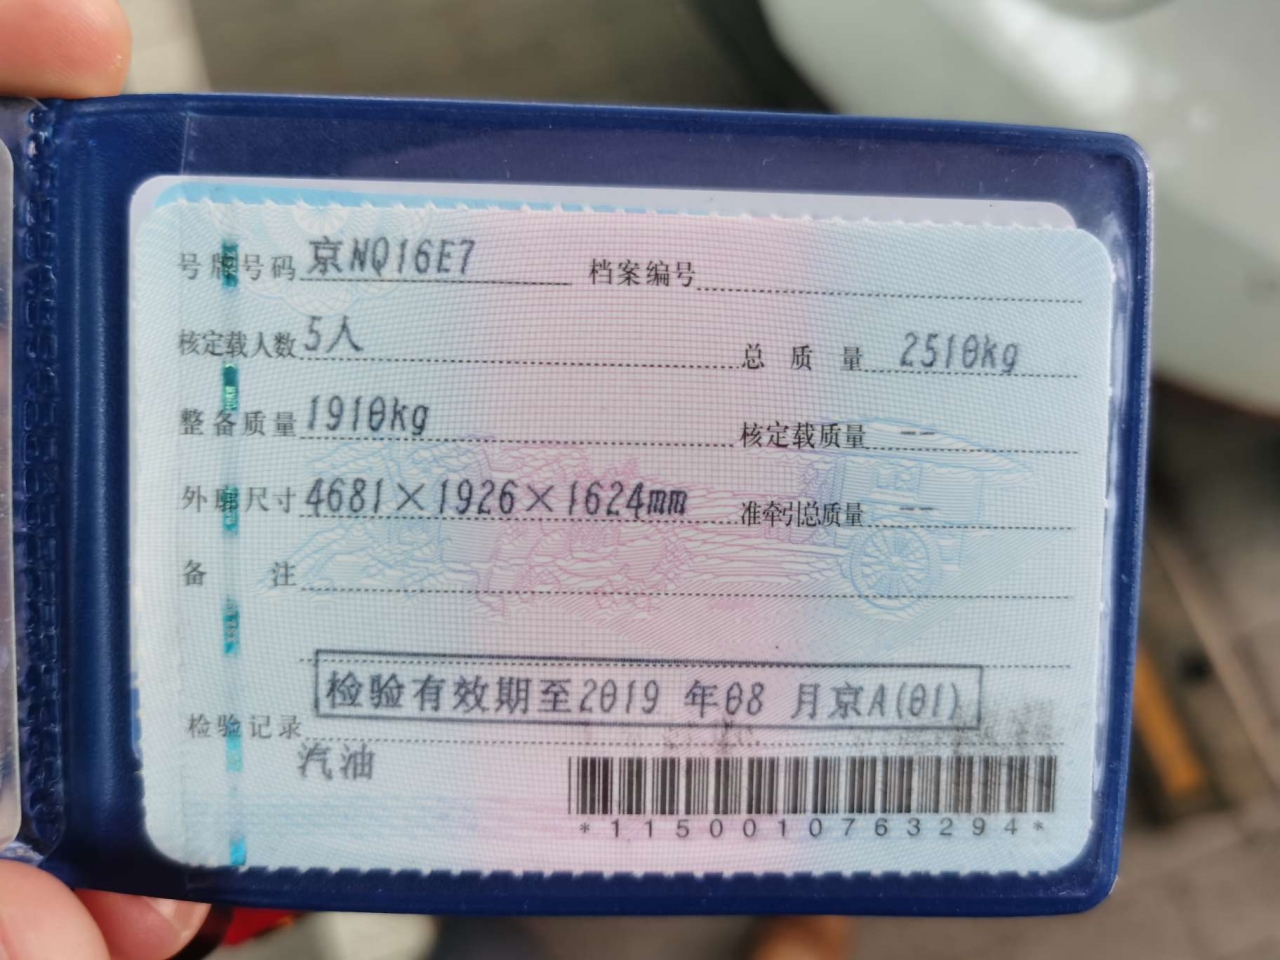 号牌号码 京NQ16E7 档案编号
核定载人数 5人 总质量 2510kg
整备质量 1910kg 核定载质量 --
外廓尺寸 4681×1926×1624mm 准牵引总质量 --
备注
检验有效期至2019 年08 月京A(01)
检验记录
汽油
*1150010763294*